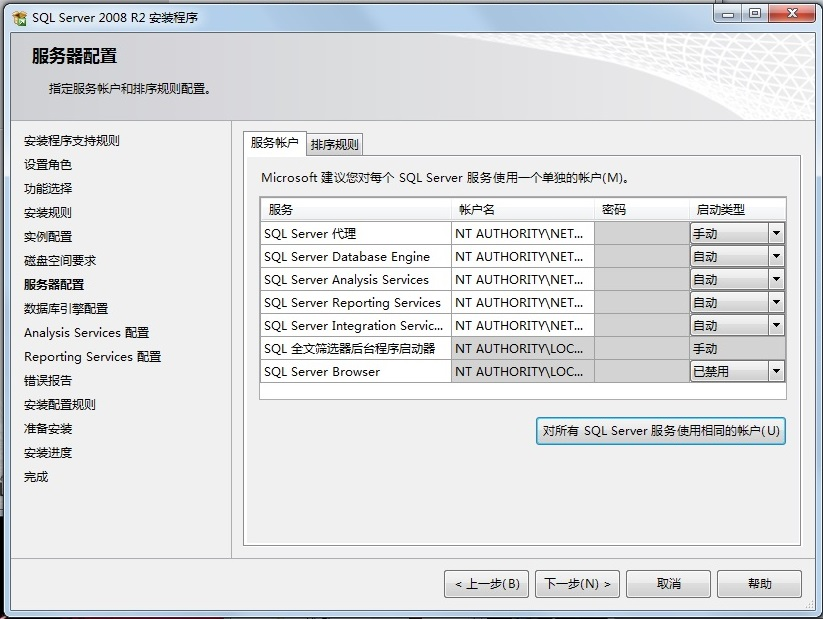 SQL Server 2008 R2 安装程序
服务器配置
指定服务帐户和排序规则配置。
安装程序支持规则
设置角色
功能选择
安装规则
实例配置
磁盘空间要求
服务器配置
数据库引擎配置
Analysis Services 配置
Reporting Services 配置
错误报告
安装配置规则
准备安装
安装进度
完成
服务帐户 排序规则
Microsoft 建议您对每个 SQL Server 服务使用一个单独的帐户(M)。
服务 帐户名 密码 启动类型
SQL Server 代理 NT AUTHORITY\NET... 手动
SQL Server Database Engine NT AUTHORITY\NET... 自动
SQL Server Analysis Services NT AUTHORITY\NET... 自动
SQL Server Reporting Services NT AUTHORITY\NET... 自动
SQL Server Integration Servic... NT AUTHORITY\NET... 自动
SQL 全文筛选器后台程序启动器 NT AUTHORITY\LOC... 手动
SQL Server Browser NT AUTHORITY\LOC... 已禁用
对所有 SQL Server 服务使用相同的帐户(U)
< 上一步(B) 下一步(N) > 取消 帮助